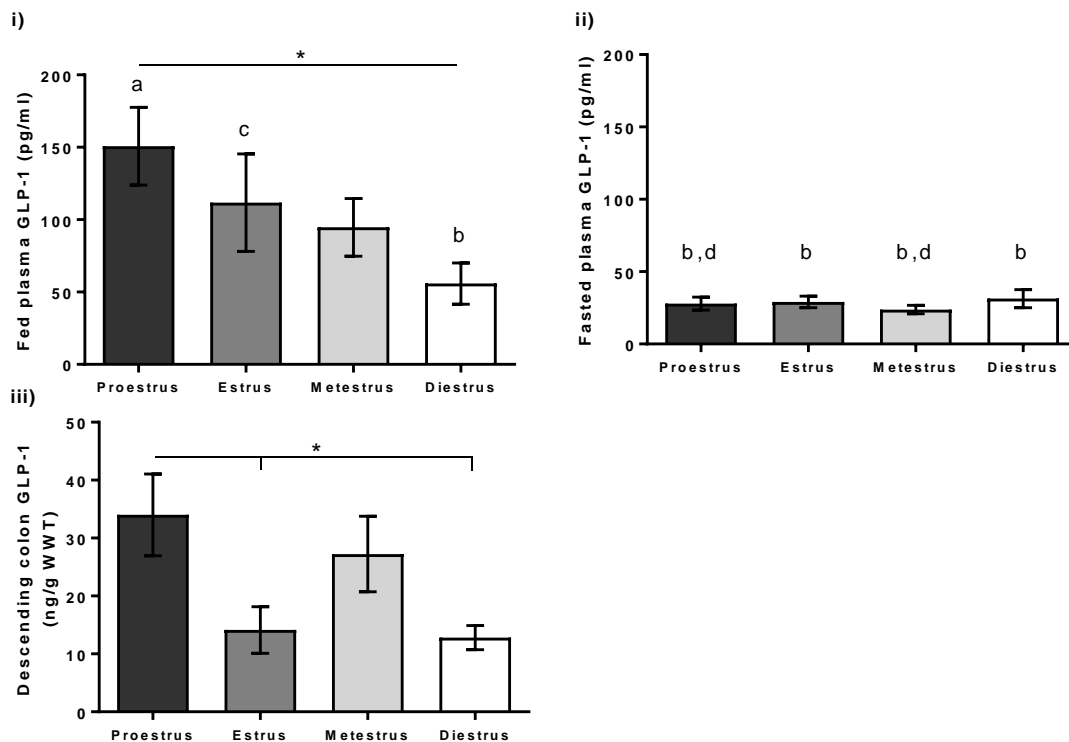 i)
*
Fed plasma GLP-1 (pg/ml)
200
150
100
50
0
a
c
b
Proestrus Estrus Metestrus Diestrus
ii)
Fasted plasma GLP-1 (pg/ml)
200
150
100
50
0
b,d b b,d b
Proestrus Estrus Metestrus Diestrus
iii)
*
Descending colon GLP-1
(ng/g WWT)
50
40
30
20
10
0
Proestrus Estrus Metestrus Diestrus